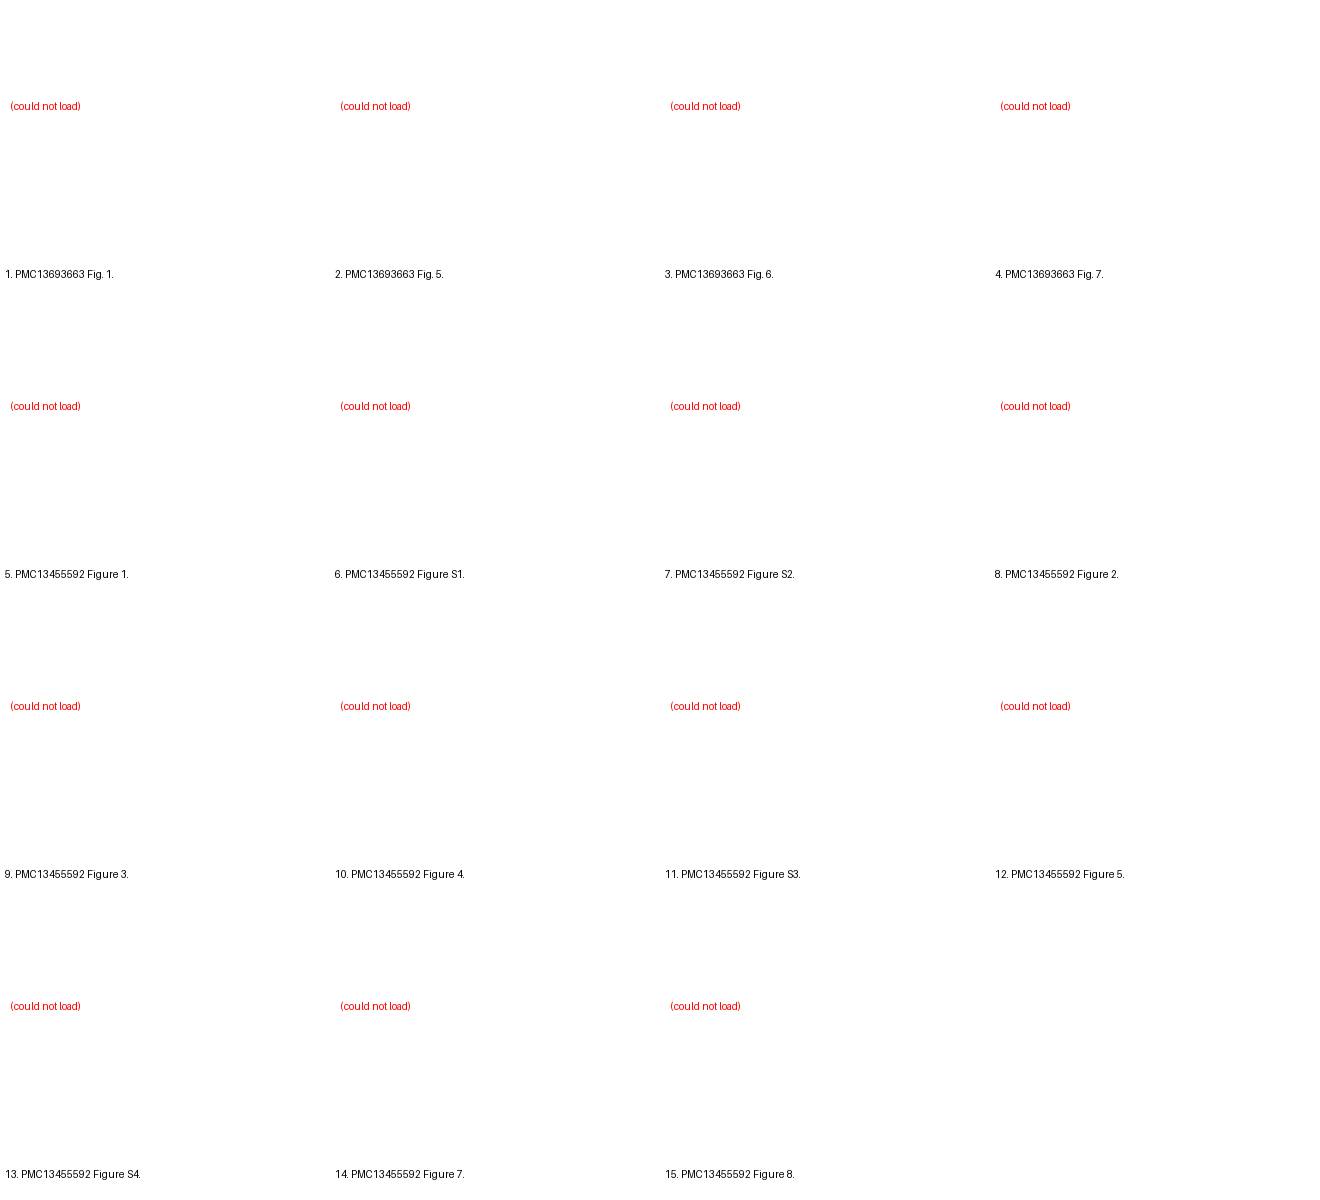 (could not load) (could not load) (could not load) (could not load)
1. PMC13693663 Fig. 1. 2. PMC13693663 Fig. 5. 3. PMC13693663 Fig. 6. 4. PMC13693663 Fig. 7.
(could not load) (could not load) (could not load) (could not load)
5. PMC13455592 Figure 1. 6. PMC13455592 Figure S1. 7. PMC13455592 Figure S2. 8. PMC13455592 Figure 2.
(could not load) (could not load) (could not load) (could not load)
9. PMC13455592 Figure 3. 10. PMC13455592 Figure 4. 11. PMC13455592 Figure S3. 12. PMC13455592 Figure 5.
(could not load) (could not load) (could not load)
13. PMC13455592 Figure S4. 14. PMC13455592 Figure 7. 15. PMC13455592 Figure 8.